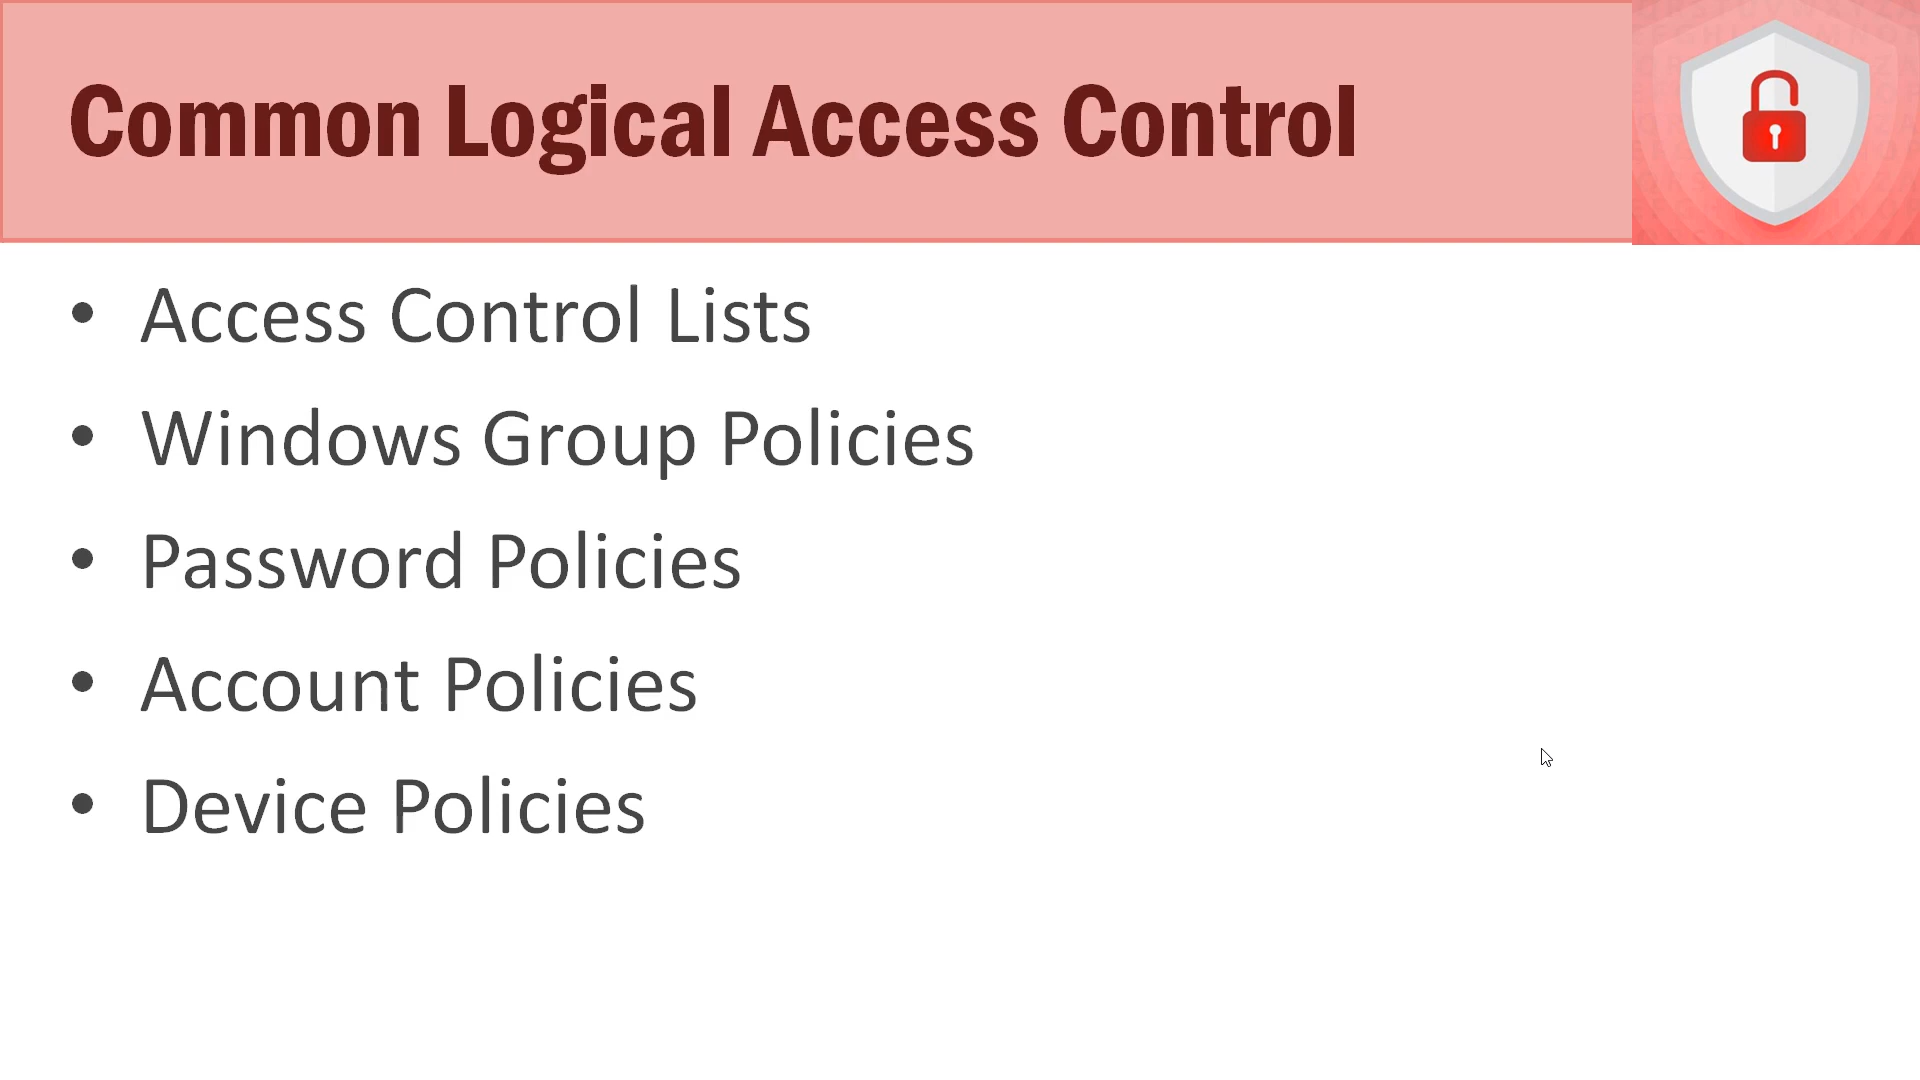 Common Logical Access Control
• Access Control Lists
• Windows Group Policies
• Password Policies
• Account Policies
• Device Policies